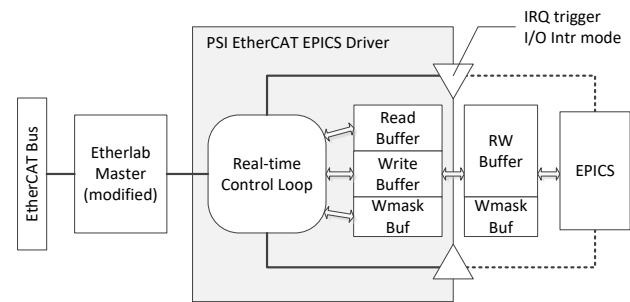 IRQ trigger
I/O Intr mode
PSI EtherCAT EPICS Driver
EtherCAT Bus
Etherlab
Master
(modified)
Real-time
Control Loop
Read
Buffer
Write
Buffer
Wmask
Buf
RW
Buffer
Wmask
Buf
EPICS